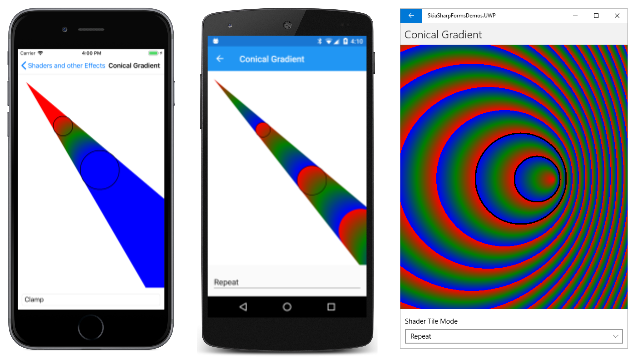 Carrier 4:09 PM
Shaders and other Effects Conical Gradient
Clamp
4:10
Conical Gradient
Repeat
SkiaSharpFormsDemos.UWP
Conical Gradient
Shader Tile Mode
Repeat